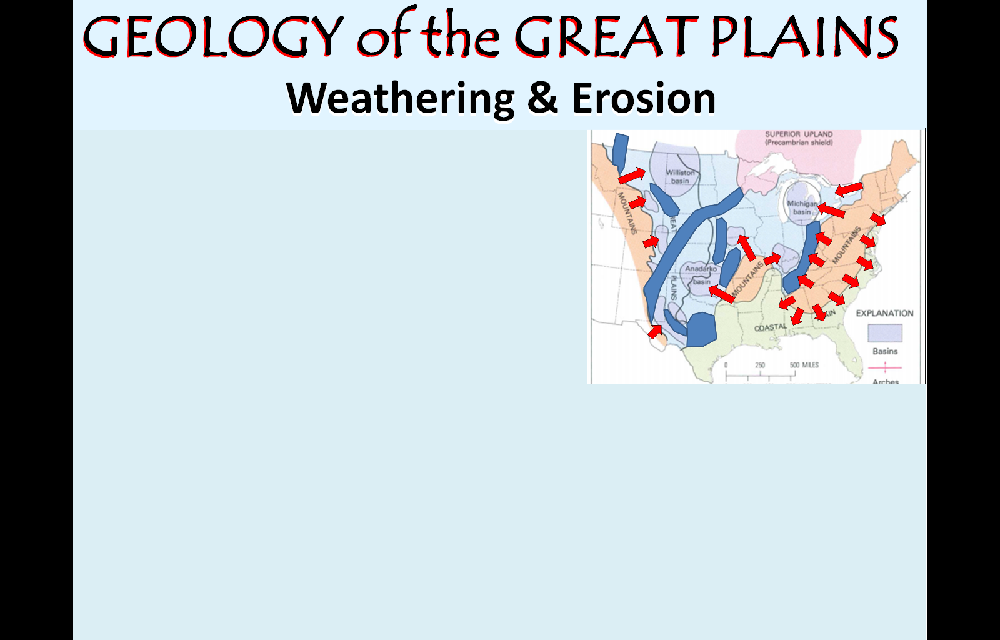 GEOLOGY of the GREAT PLAINS
Weathering & Erosion
SUPERIOR UPLAND
(Precambrian shield)
Williston
basin
MOUNTAINS
Michigan
basin
MOUNTAINS
Anadarko
basin
PLAINS
MOUNTAINS
COASTAL
EXPLANATION
Basins
0 250 500 MILES
Arches